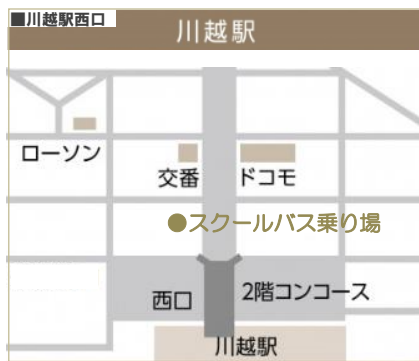 ■川越駅西口
川越駅
ローソン
交番
ドコモ
●スクールバス乗り場
西口
2階コンコース
川越駅